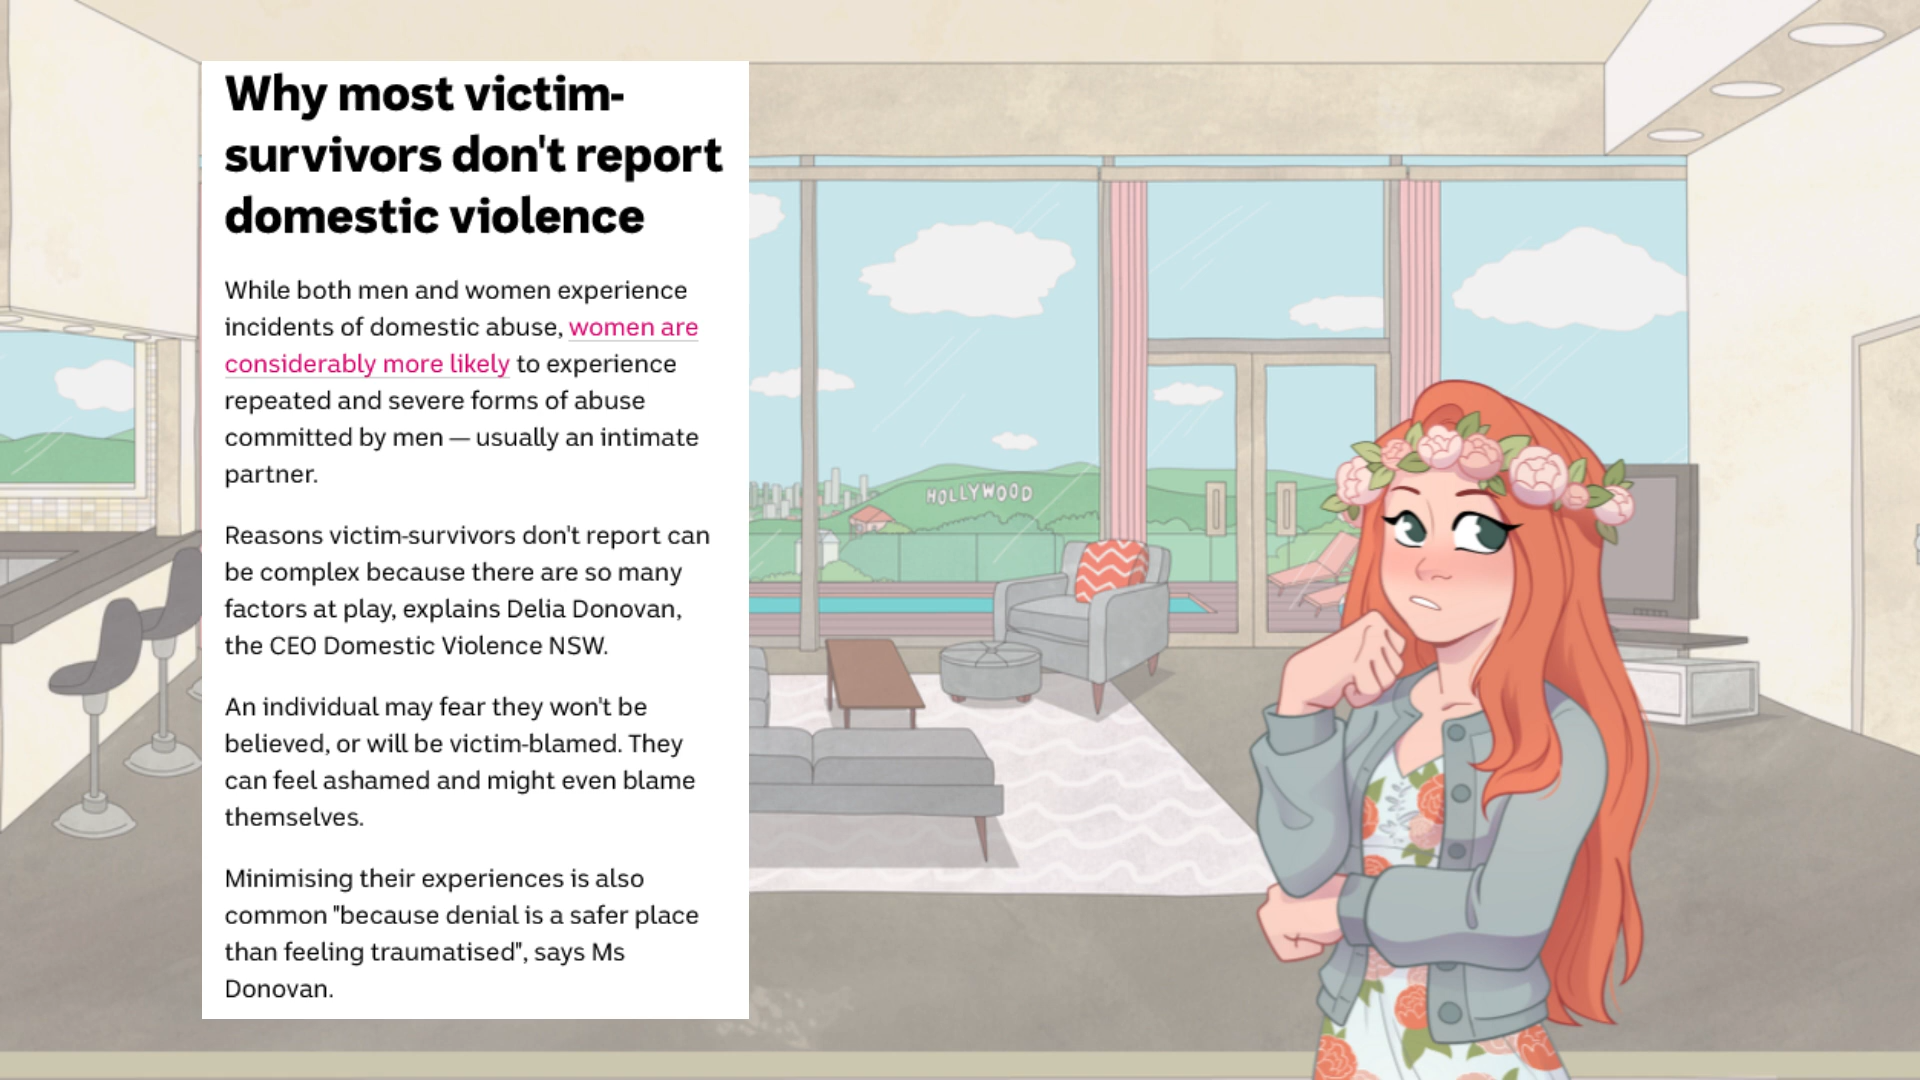 Why most victim-
survivors don't report
domestic violence
While both men and women experience
incidents of domestic abuse, women are
considerably more likely to experience
repeated and severe forms of abuse
committed by men — usually an intimate
partner.
Reasons victim-survivors don't report can
be complex because there are so many
factors at play, explains Delia Donovan,
the CEO Domestic Violence NSW.
An individual may fear they won't be
believed, or will be victim-blamed. They
can feel ashamed and might even blame
themselves.
Minimising their experiences is also
common "because denial is a safer place
than feeling traumatised", says Ms
Donovan.
HOLLYWOOD